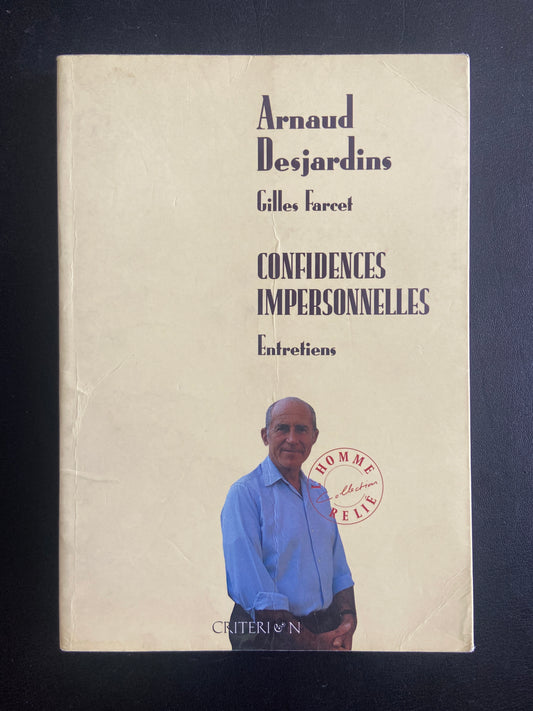 Arnaud
Desjardins
Gilles Farcet
CONFIDENCES
IMPERSONNELLES
Entretiens
L'HOMME
Collection
RELIÉ
CRITERION